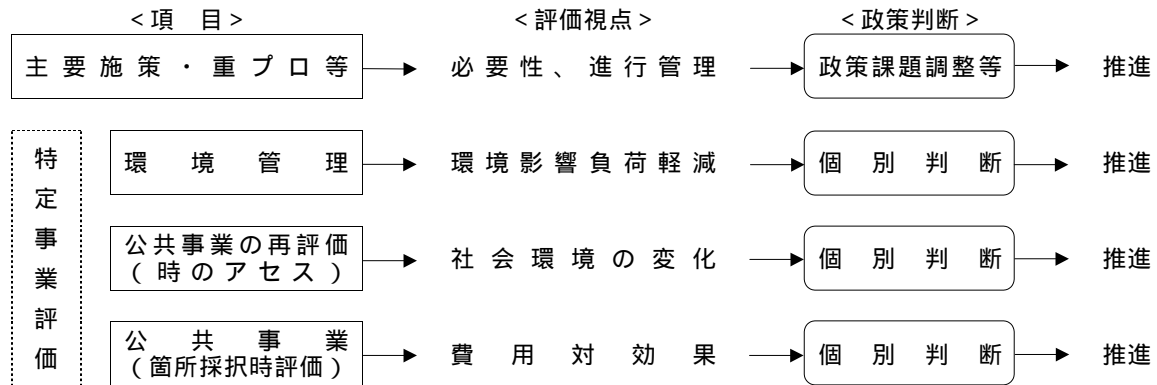 ＜項　目＞　＜評価視点＞　＜政策判断＞
主要施策・重プロ等　必要性、進行管理　政策課題調整等　推進
特定事業評価
環境管理　環境影響負荷軽減　個別判断　推進
公共事業の再評価
（時のアセス）　社会環境の変化　個別判断　推進
公共事業
（箇所採択時評価）　費用対効果　個別判断　推進